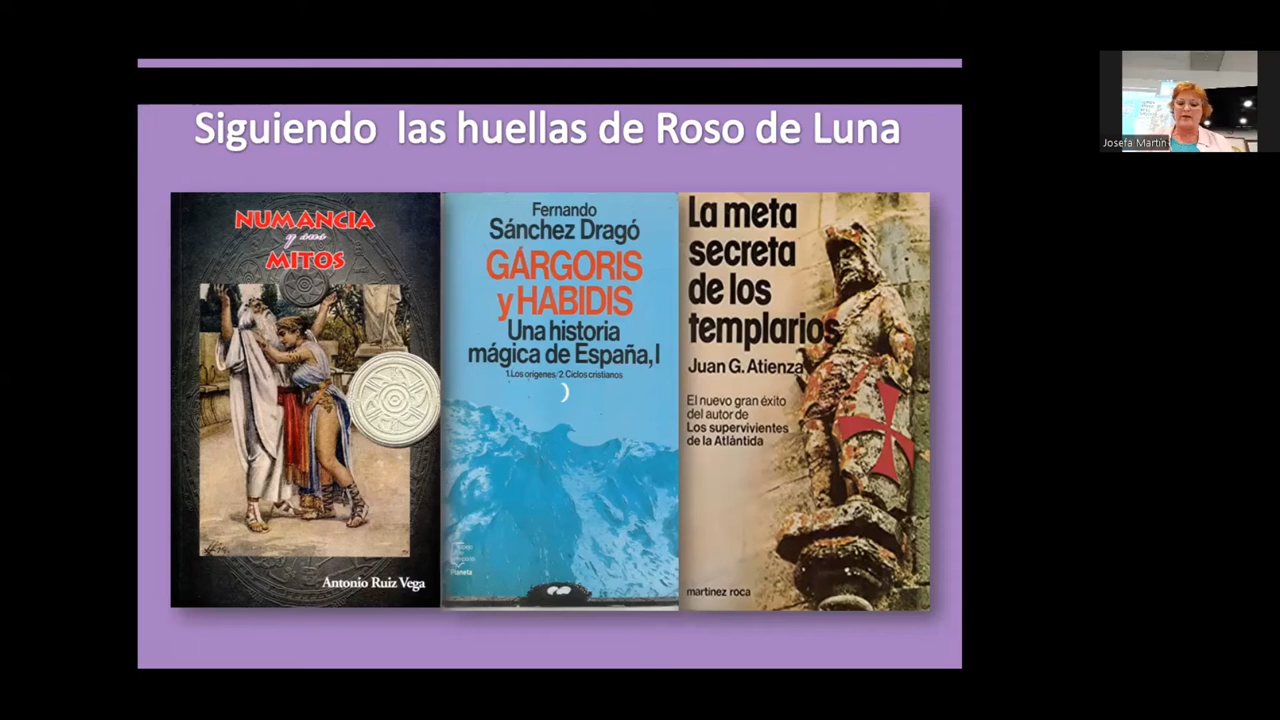 Siguiendo las huellas de Roso de Luna
NUMANCIA
y sus
MITOS
Antonio Ruiz Vega
Fernando
Sánchez Dragó
GÁRGORIS
y HABIDIS
Una historia
mágica de España, I
1. Los orígenes/2. Ciclos cristianos
Planeta
La meta
secreta
de los
templarios
Juan G. Atienza
El nuevo gran éxito
del autor de
Los supervivientes
de la Atlántida
martínez roca
Josefa Martín